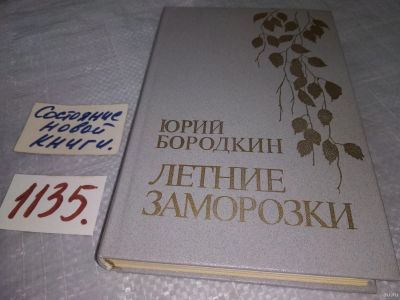 Состояние
новой
книги.
1135.
ЮРИЙ
БОРОДКИН
ЛЕТНИЕ
ЗАМОРОЗКИ